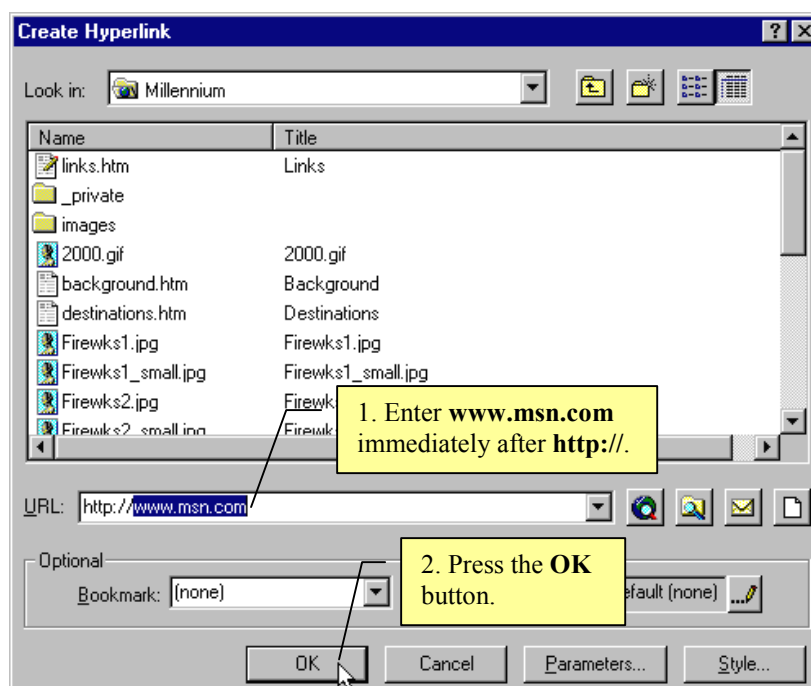 Create Hyperlink
Look in: Millennium
Name Title
links.htm Links
_private
images
2000.gif 2000.gif
background.htm Background
destinations.htm Destinations
Firewks1.jpg Firewks1.jpg
Firewks1_small.jpg Firewks1_small.jpg
Firewks2.jpg
1. Enter www.msn.com
immediately after http://.
URL: http://www.msn.com
Optional
Bookmark: (none)
2. Press the OK
button.
(none)
OK Cancel Parameters... Style...